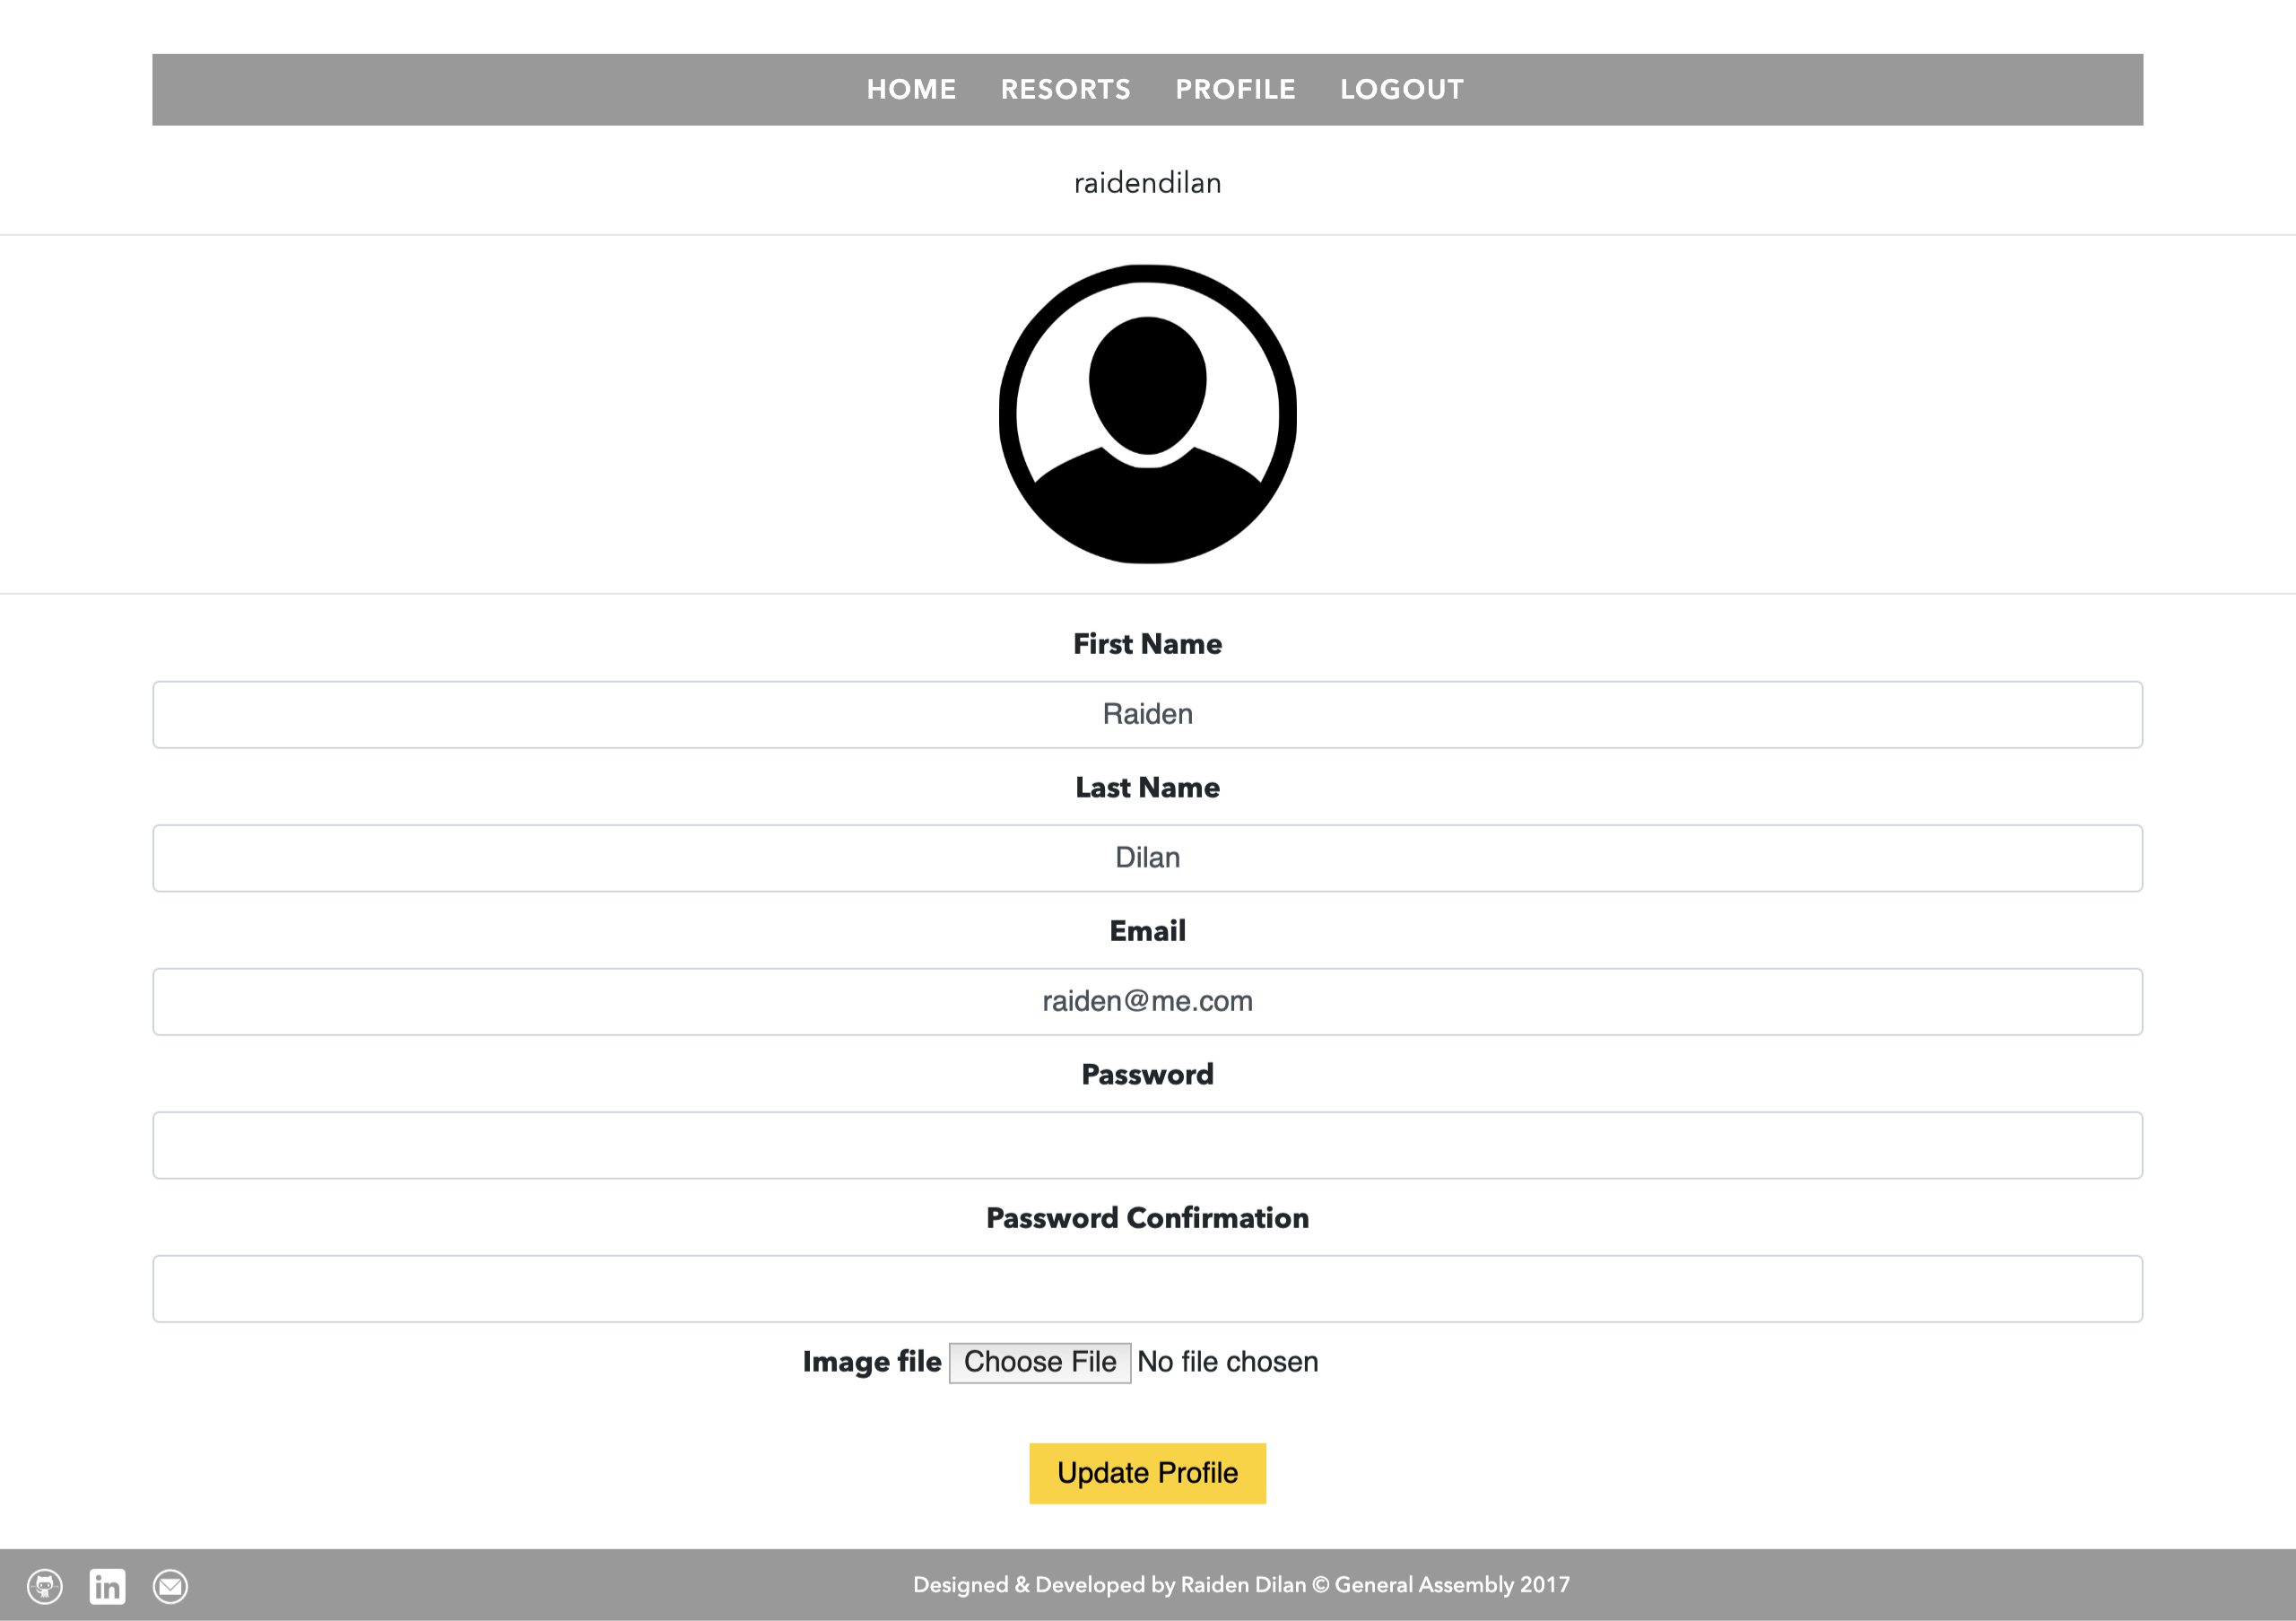 HOME RESORTS PROFILE LOGOUT
raidendilan
First Name
Raiden
Last Name
Dilan
Email
raiden@me.com
Password
Password Confirmation
Image file Choose File No file chosen
Update Profile
in Designed & Developed by Raiden Dilan © General Assembly 2017